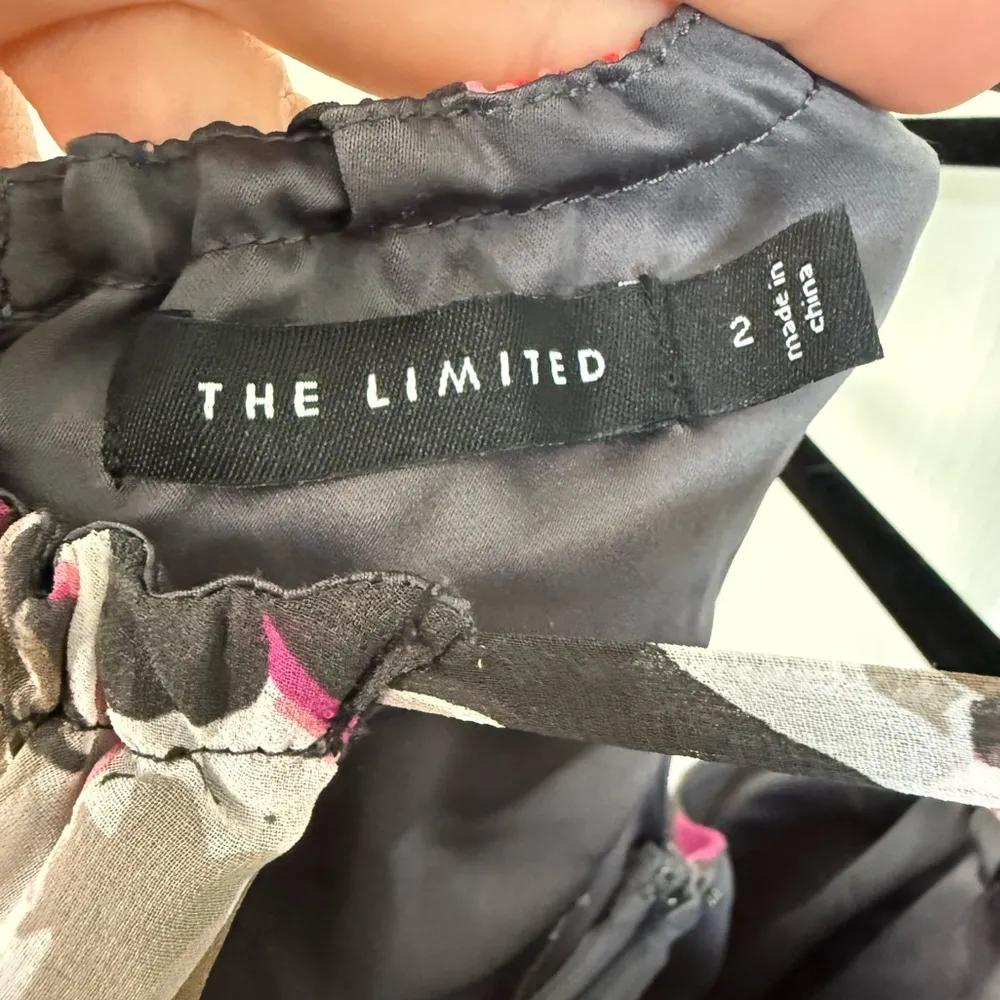 THE LIMITED
2
made in
china